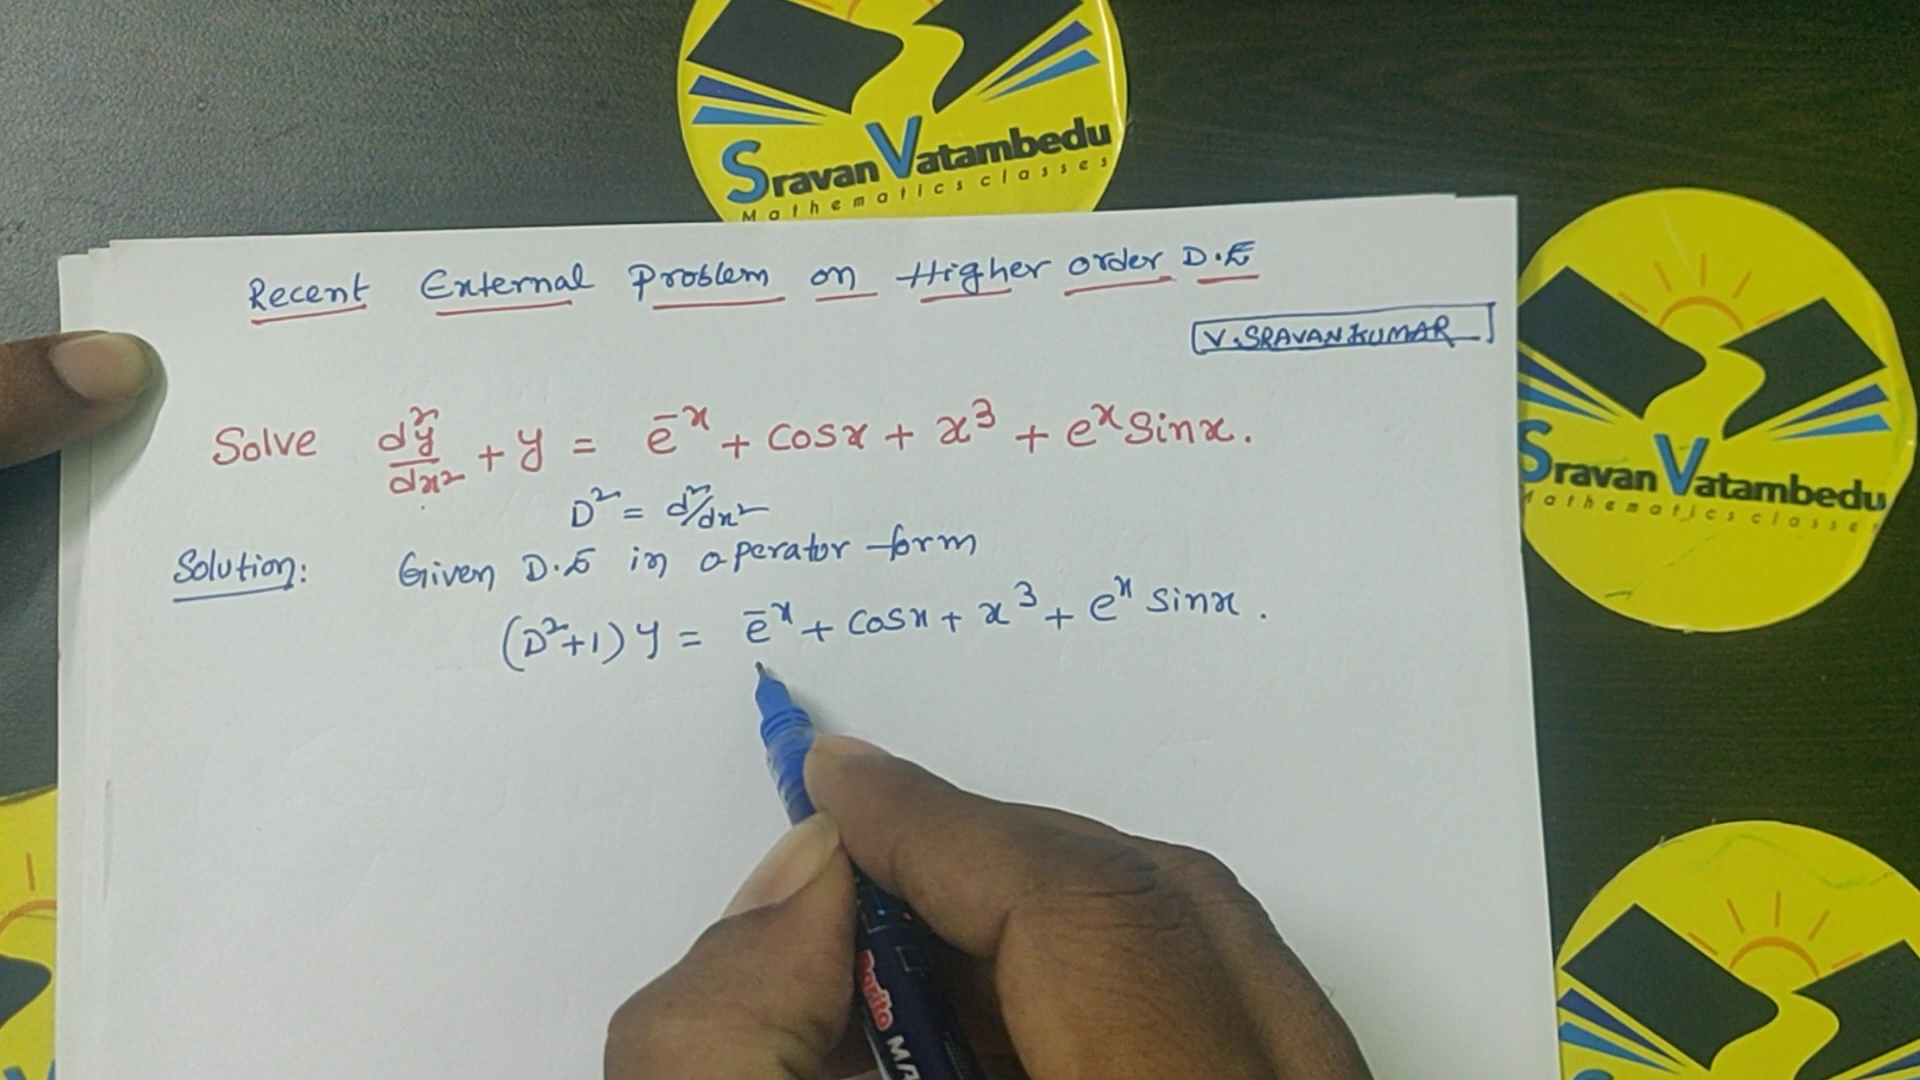 Sravan Vatambedu
Mathematics classes
Recent External Problem on Higher order D.E
V. SRAVAN KUMAR
Solve d²y/dx² + y = e⁻ˣ + cosx + x³ + eˣ Sinx.
D² = d²/dx²
Solution: Given D.E in operator form
(D²+1) y = e⁻ˣ + cosx + x³ + eˣ sinx.
Sravan Vatambedu
Mathematics classes